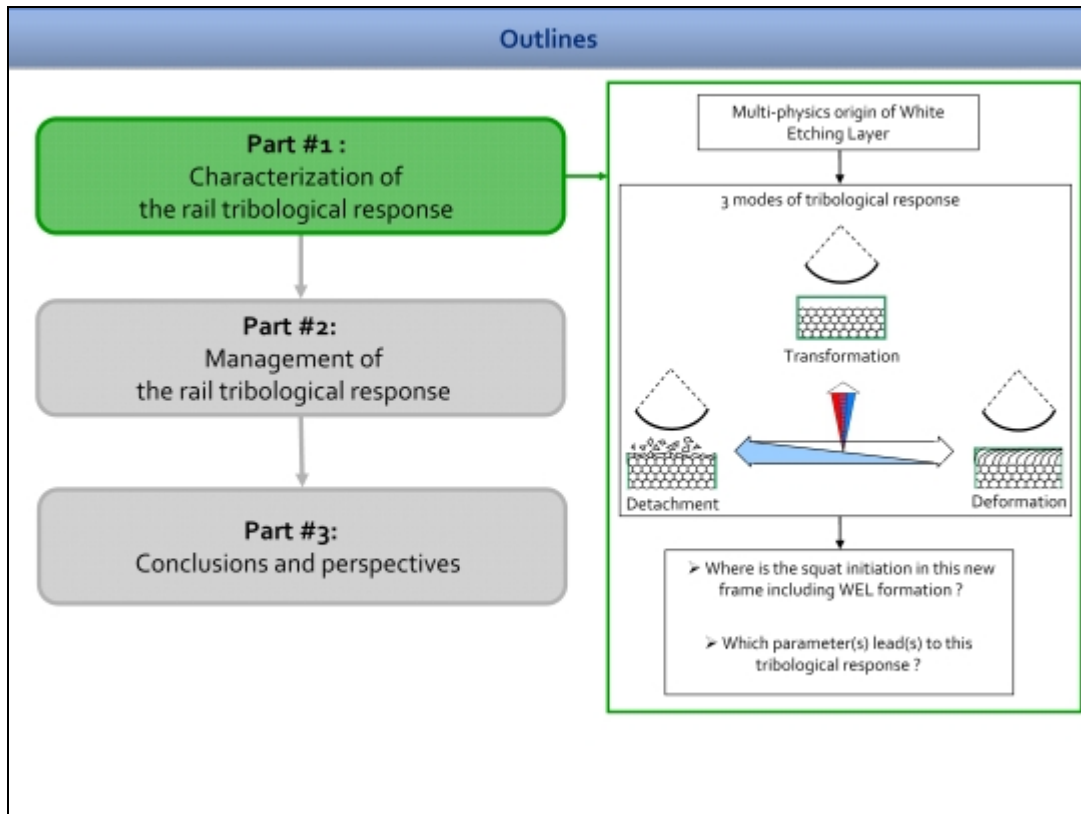 Outlines
Part #1 :
Characterization of
the rail tribological response
Part #2:
Management of
the rail tribological response
Part #3:
Conclusions and perspectives
Multi-physics origin of White
Etching Layer
3 modes of tribological response
Transformation
Detachment
Deformation
➢ Where is the squat initiation in this new
frame including WEL formation ?
➢ Which parameter(s) lead(s) to this
tribological response ?